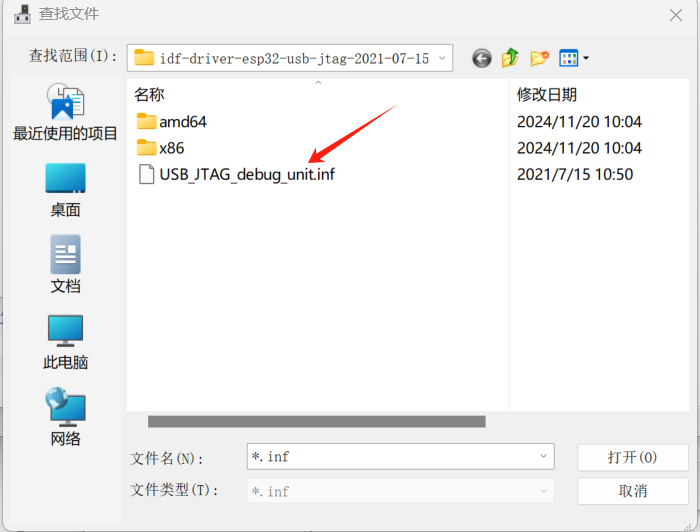 查找文件
查找范围(I):
idf-driver-esp32-usb-jtag-2021-07-15
名称
修改日期
amd64
2024/11/20 10:04
x86
2024/11/20 10:04
USB_JTAG_debug_unit.inf
2021/7/15 10:50
最近使用的项目
桌面
文档
此电脑
网络
文件名(N):
*.inf
打开(O)
文件类型(T):
*.inf
取消